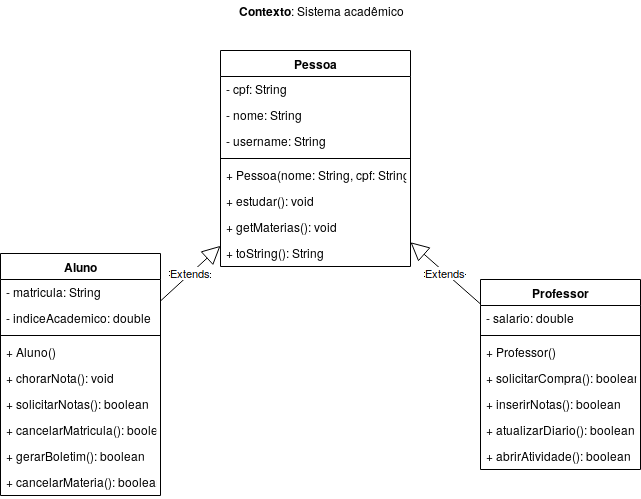 Contexto: Sistema acadêmico
Pessoa
- cpf: String
- nome: String
- username: String
+ Pessoa(nome: String, cpf: String
+ estudar(): void
+ getMaterias(): void
+ toString(): String
Extends
Extends
Aluno
- matricula: String
- indiceAcademico: double
+ Aluno()
+ chorarNota(): void
+ solicitarNotas(): boolean
+ cancelarMatricula(): boole
+ gerarBoletim(): boolean
+ cancelarMateria(): boolea
Professor
- salario: double
+ Professor()
+ solicitarCompra(): boolean
+ inserirNotas(): boolean
+ atualizarDiario(): boolean
+ abrirAtividade(): boolean